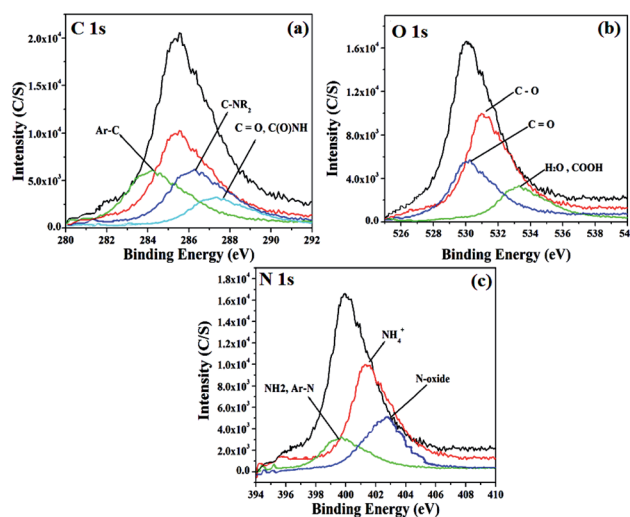 C 1s
(a)
2.0x10⁴
1.5x10⁴
1.0x10⁴
5.0x10³
0.0
Intensity (C/S)
Ar-C
C-NR₂
C = O, C(O)NH
280 282 284 286 288 290 292
Binding Energy (eV)
O 1s
(b)
1.6x10⁴
1.2x10⁴
8.0x10³
4.0x10³
0.0
Intensity (C/S)
C - O
C = O
H₂O , COOH
526 528 530 532 534 536 538 54
Binding Energy (eV)
N 1s
(c)
1.8x10⁴
1.6x10⁴
1.4x10⁴
1.2x10⁴
1.0x10⁴
8.0x10³
6.0x10³
4.0x10³
2.0x10³
0.0
Intensity (C/S)
NH₄⁺
NH2, Ar-N
N-oxide
394 396 398 400 402 404 406 408 410
Binding Energy (eV)